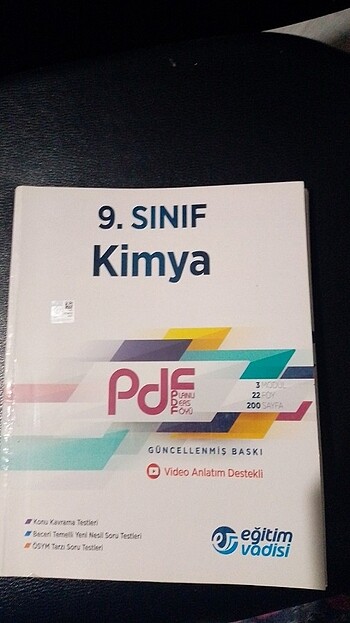 9. SINIF
Kimya
Pdf
PLANLI
DERS
FÖYÜ
3 MODÜL
22 FÖY
200 SAYFA
GÜNCELLENMİŞ BASKI
Video Anlatım Destekli
Konu Kavrama Testleri
Beceri Temelli Yeni Nesil Soru Testleri
ÖSYM Tarzı Soru Testleri
eğitim
vadisi